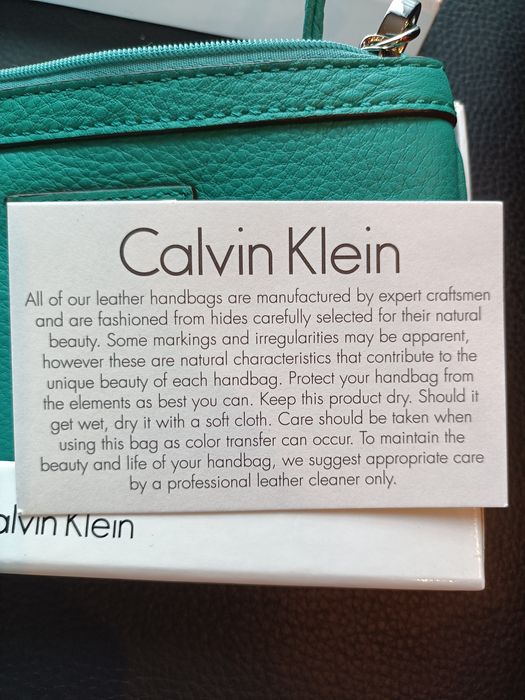 Calvin Klein
All of our leather handbags are manufactured by expert craftsmen
and are fashioned from hides carefully selected for their natural
beauty. Some markings and irregularities may be apparent,
however these are natural characteristics that contribute to the
unique beauty of each handbag. Protect your handbag from
the elements as best you can. Keep this product dry. Should it
get wet, dry it with a soft cloth. Care should be taken when
using this bag as color transfer can occur. To maintain the
beauty and life of your handbag, we suggest appropriate care
by a professional leather cleaner only.
alvin Klein